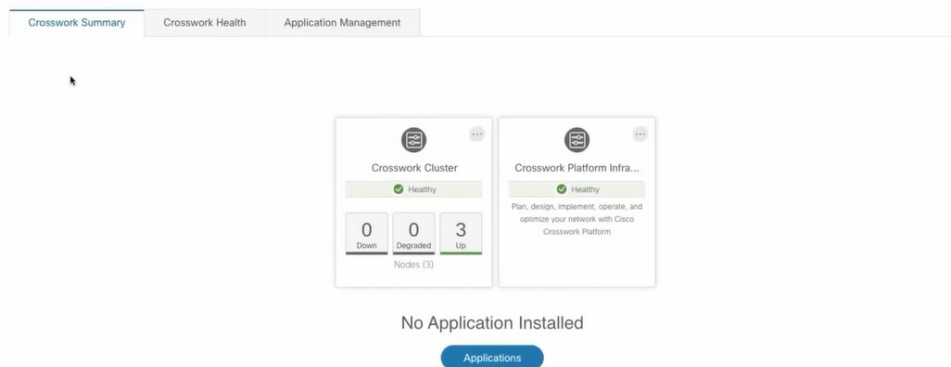 Crosswork Summary
Crosswork Health
Application Management
Crosswork Cluster
Healthy
0
Down
0
Degraded
3
Up
Nodes (3)
Crosswork Platform Infra...
Healthy
Plan, design, implement, operate, and
optimize your network with Cisco
Crosswork Platform
No Application Installed
Applications